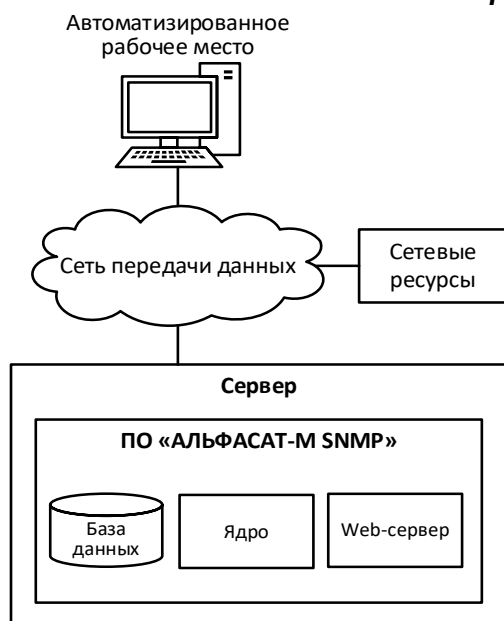 Автоматизированное
рабочее место
Сеть передачи данных
Сетевые
ресурсы
Сервер
ПО «АЛЬФАСАТ-М SNMP»
База
данных
Ядро
Web-сервер